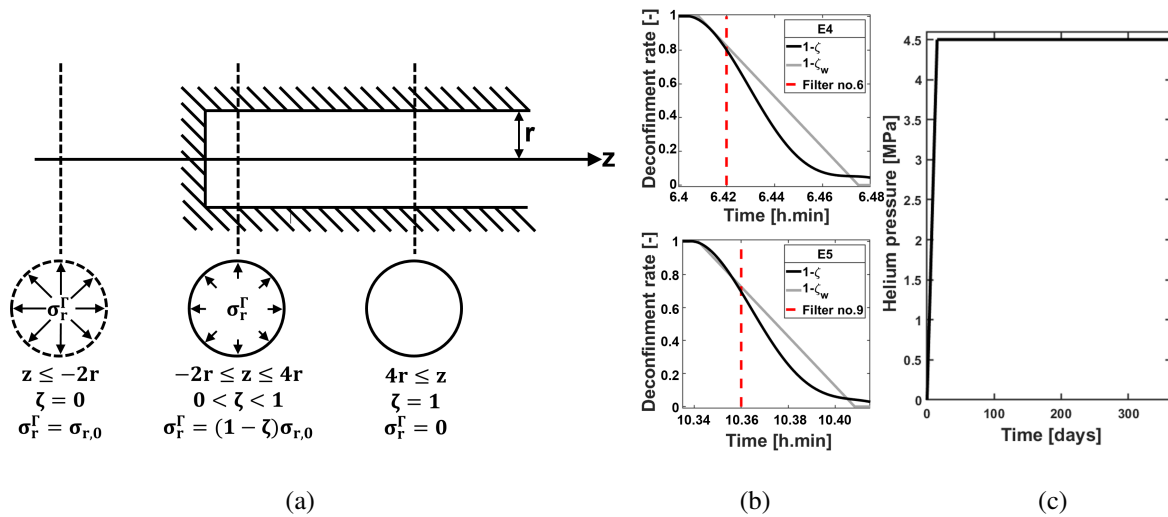 r
z
σ_r^Γ
σ_r^Γ
z ≤ −2r
ζ = 0
σ_r^Γ = σ_{r,0}
−2r ≤ z ≤ 4r
0 < ζ < 1
σ_r^Γ = (1 − ζ)σ_{r,0}
4r ≤ z
ζ = 1
σ_r^Γ = 0
(a)
Deconfinment rate [-]
1
0.8
0.6
0.4
0.2
0
E4
1-ζ
1-ζ_w
Filter no.6
6.4
6.42
6.44
6.46
6.48
Time [h.min]
Deconfinment rate [-]
1
0.8
0.6
0.4
0.2
0
E5
1-ζ
1-ζ_w
Filter no.9
10.34
10.36
10.38
10.40
Time [h.min]
(b)
Helium pressure [MPa]
4.5
4
3.5
3
2.5
2
1.5
1
0.5
0
0
100
200
300
Time [days]
(c)